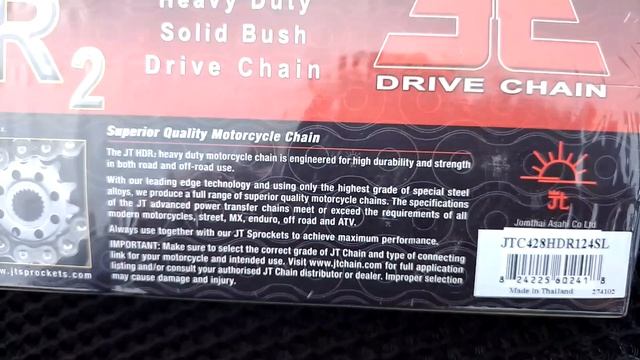 Heavy Duty
Solid Bush
Drive Chain
R2
JT
DRIVE CHAIN
Superior Quality Motorcycle Chain
The JT HDR2 heavy duty motorcycle chain is engineered for high durability and strength
in both road and off-road use.
With our leading edge technology and using only the highest grade of special steel
alloys, we produce a full range of superior quality motorcycle chains. The specifications
of the JT advanced power transfer chains meet or exceed the requirements of all
modern motorcycles, street, MX, enduro, off road and ATV.
Always use together with our JT Sprockets to achieve maximum performance.
IMPORTANT: Make sure to select the correct grade of JT Chain and type of connecting
link for your motorcycle and intended use. Visit www.jtchain.com for full application
listing and/or consult your authorised JT Chain distributor or dealer. Improper selection
may cause damage and injury.
w.jtsprockets.com
JT
Jomthai Asahi Co Ltd
JTC428HDR124SL
8 24225 60241 8
Made in Thailand 274102